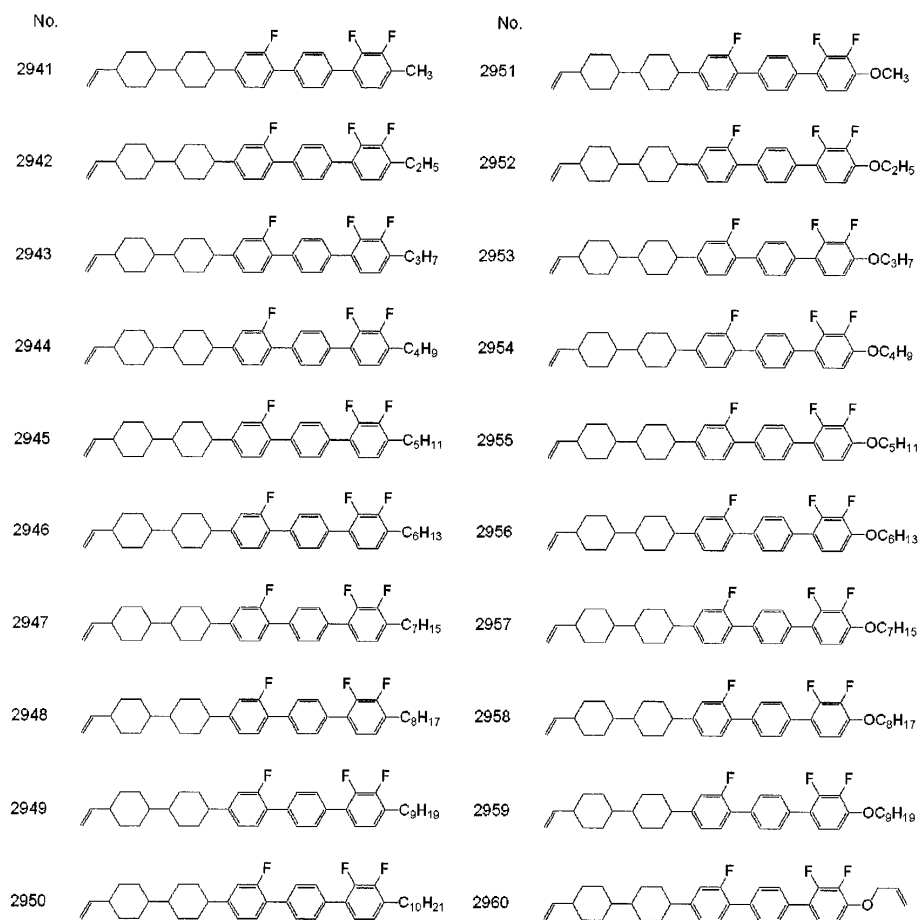 No.
2941 F F F CH3
2942 F F F C2H5
2943 F F F C3H7
2944 F F F C4H9
2945 F F F C5H11
2946 F F F C6H13
2947 F F F C7H15
2948 F F F C8H17
2949 F F F C9H19
2950 F F F C10H21
No.
2951 F F F OCH3
2952 F F F OC2H5
2953 F F F OC3H7
2954 F F F OC4H9
2955 F F F OC5H11
2956 F F F OC6H13
2957 F F F OC7H15
2958 F F F OC8H17
2959 F F F OC9H19
2960 F F F O